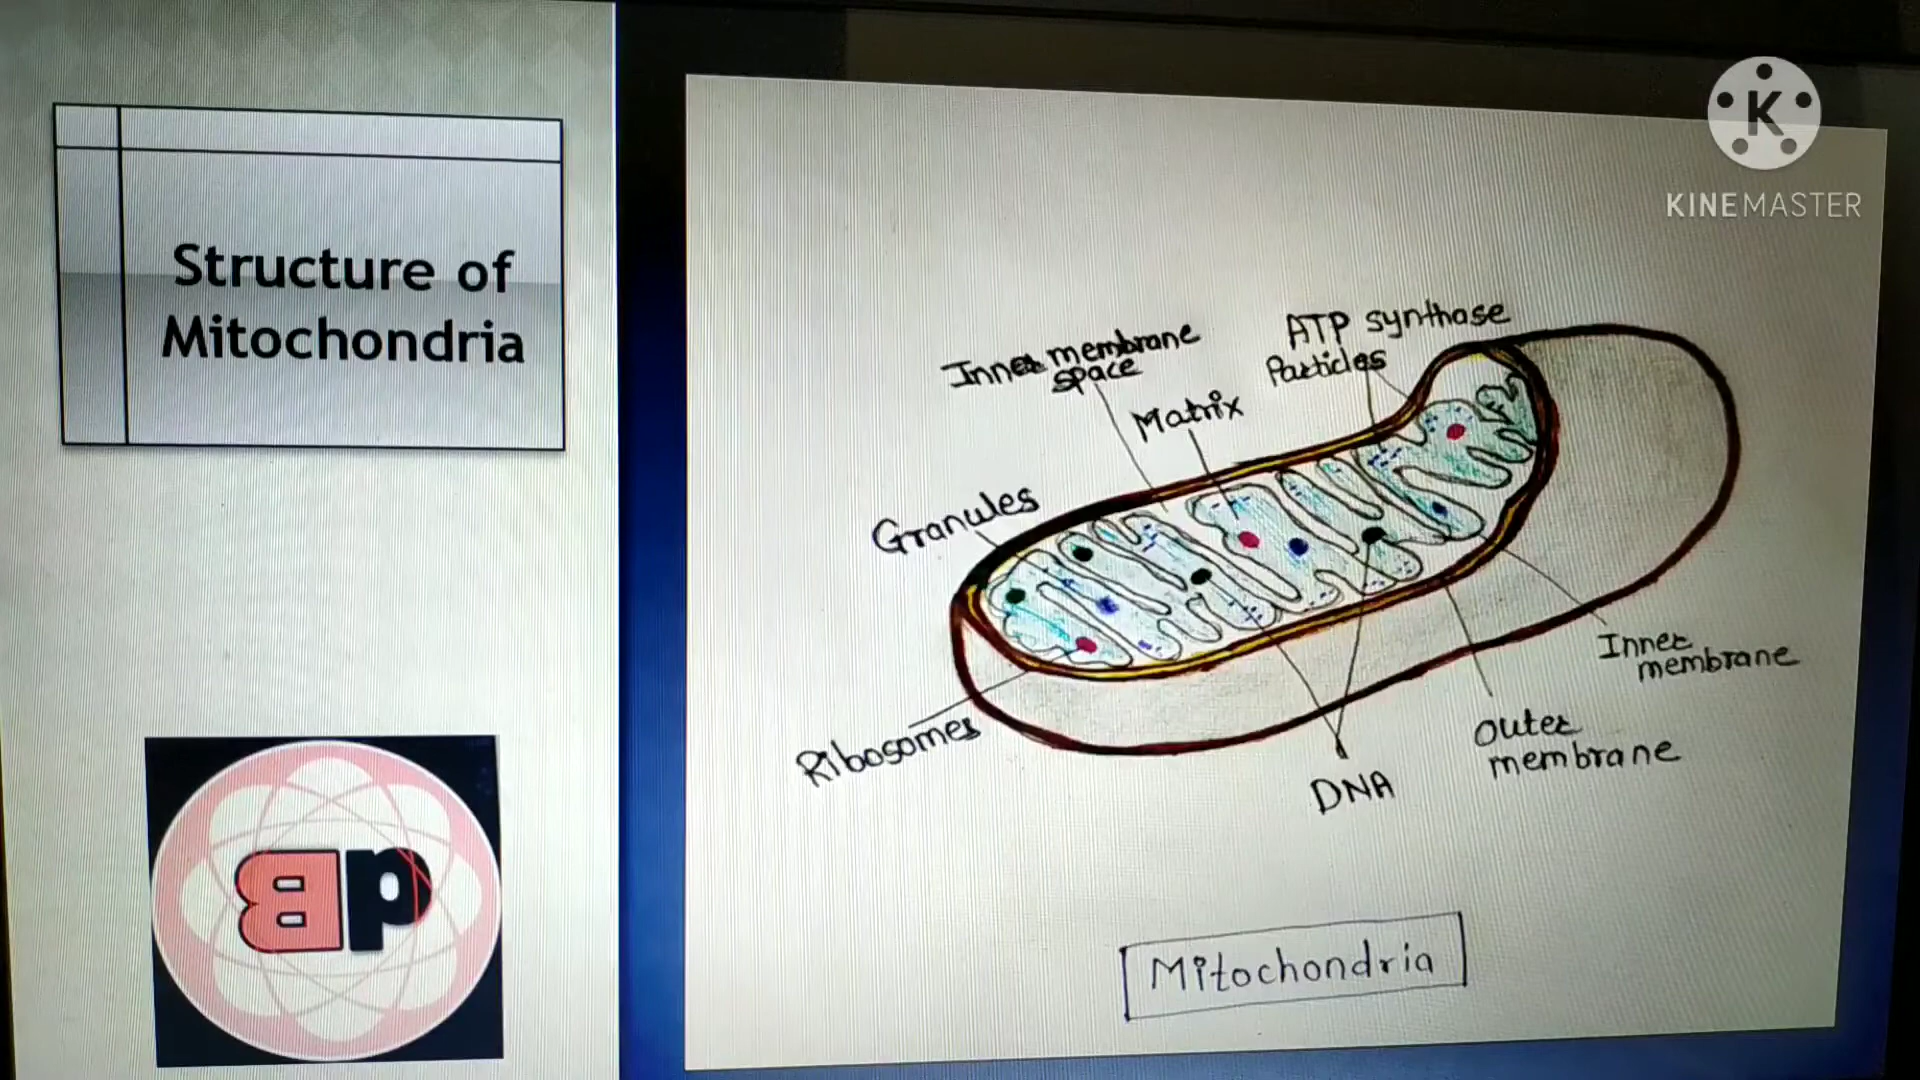 Structure of
Mitochondria
K
KINEMASTER
ATP synthase
Particles
Inner membrane
space
Matrix
Granules
Ribosomes
DNA
Inner
membrane
Outer
membrane
Mitochondria
BP